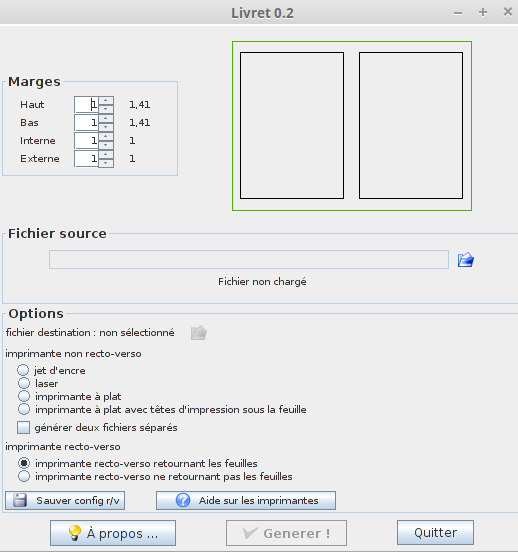 Livret 0.2
Marges
Haut 1 1,41
Bas 1 1,41
Interne 1 1
Externe 1 1
Fichier source
Fichier non chargé
Options
fichier destination : non sélectionné
imprimante non recto-verso
jet d'encre
laser
imprimante à plat
imprimante à plat avec têtes d'impression sous la feuille
générer deux fichiers séparés
imprimante recto-verso
imprimante recto-verso retournant les feuilles
imprimante recto-verso ne retournant pas les feuilles
Sauver config r/v ? Aide sur les imprimantes
À propos ... Generer ! Quitter